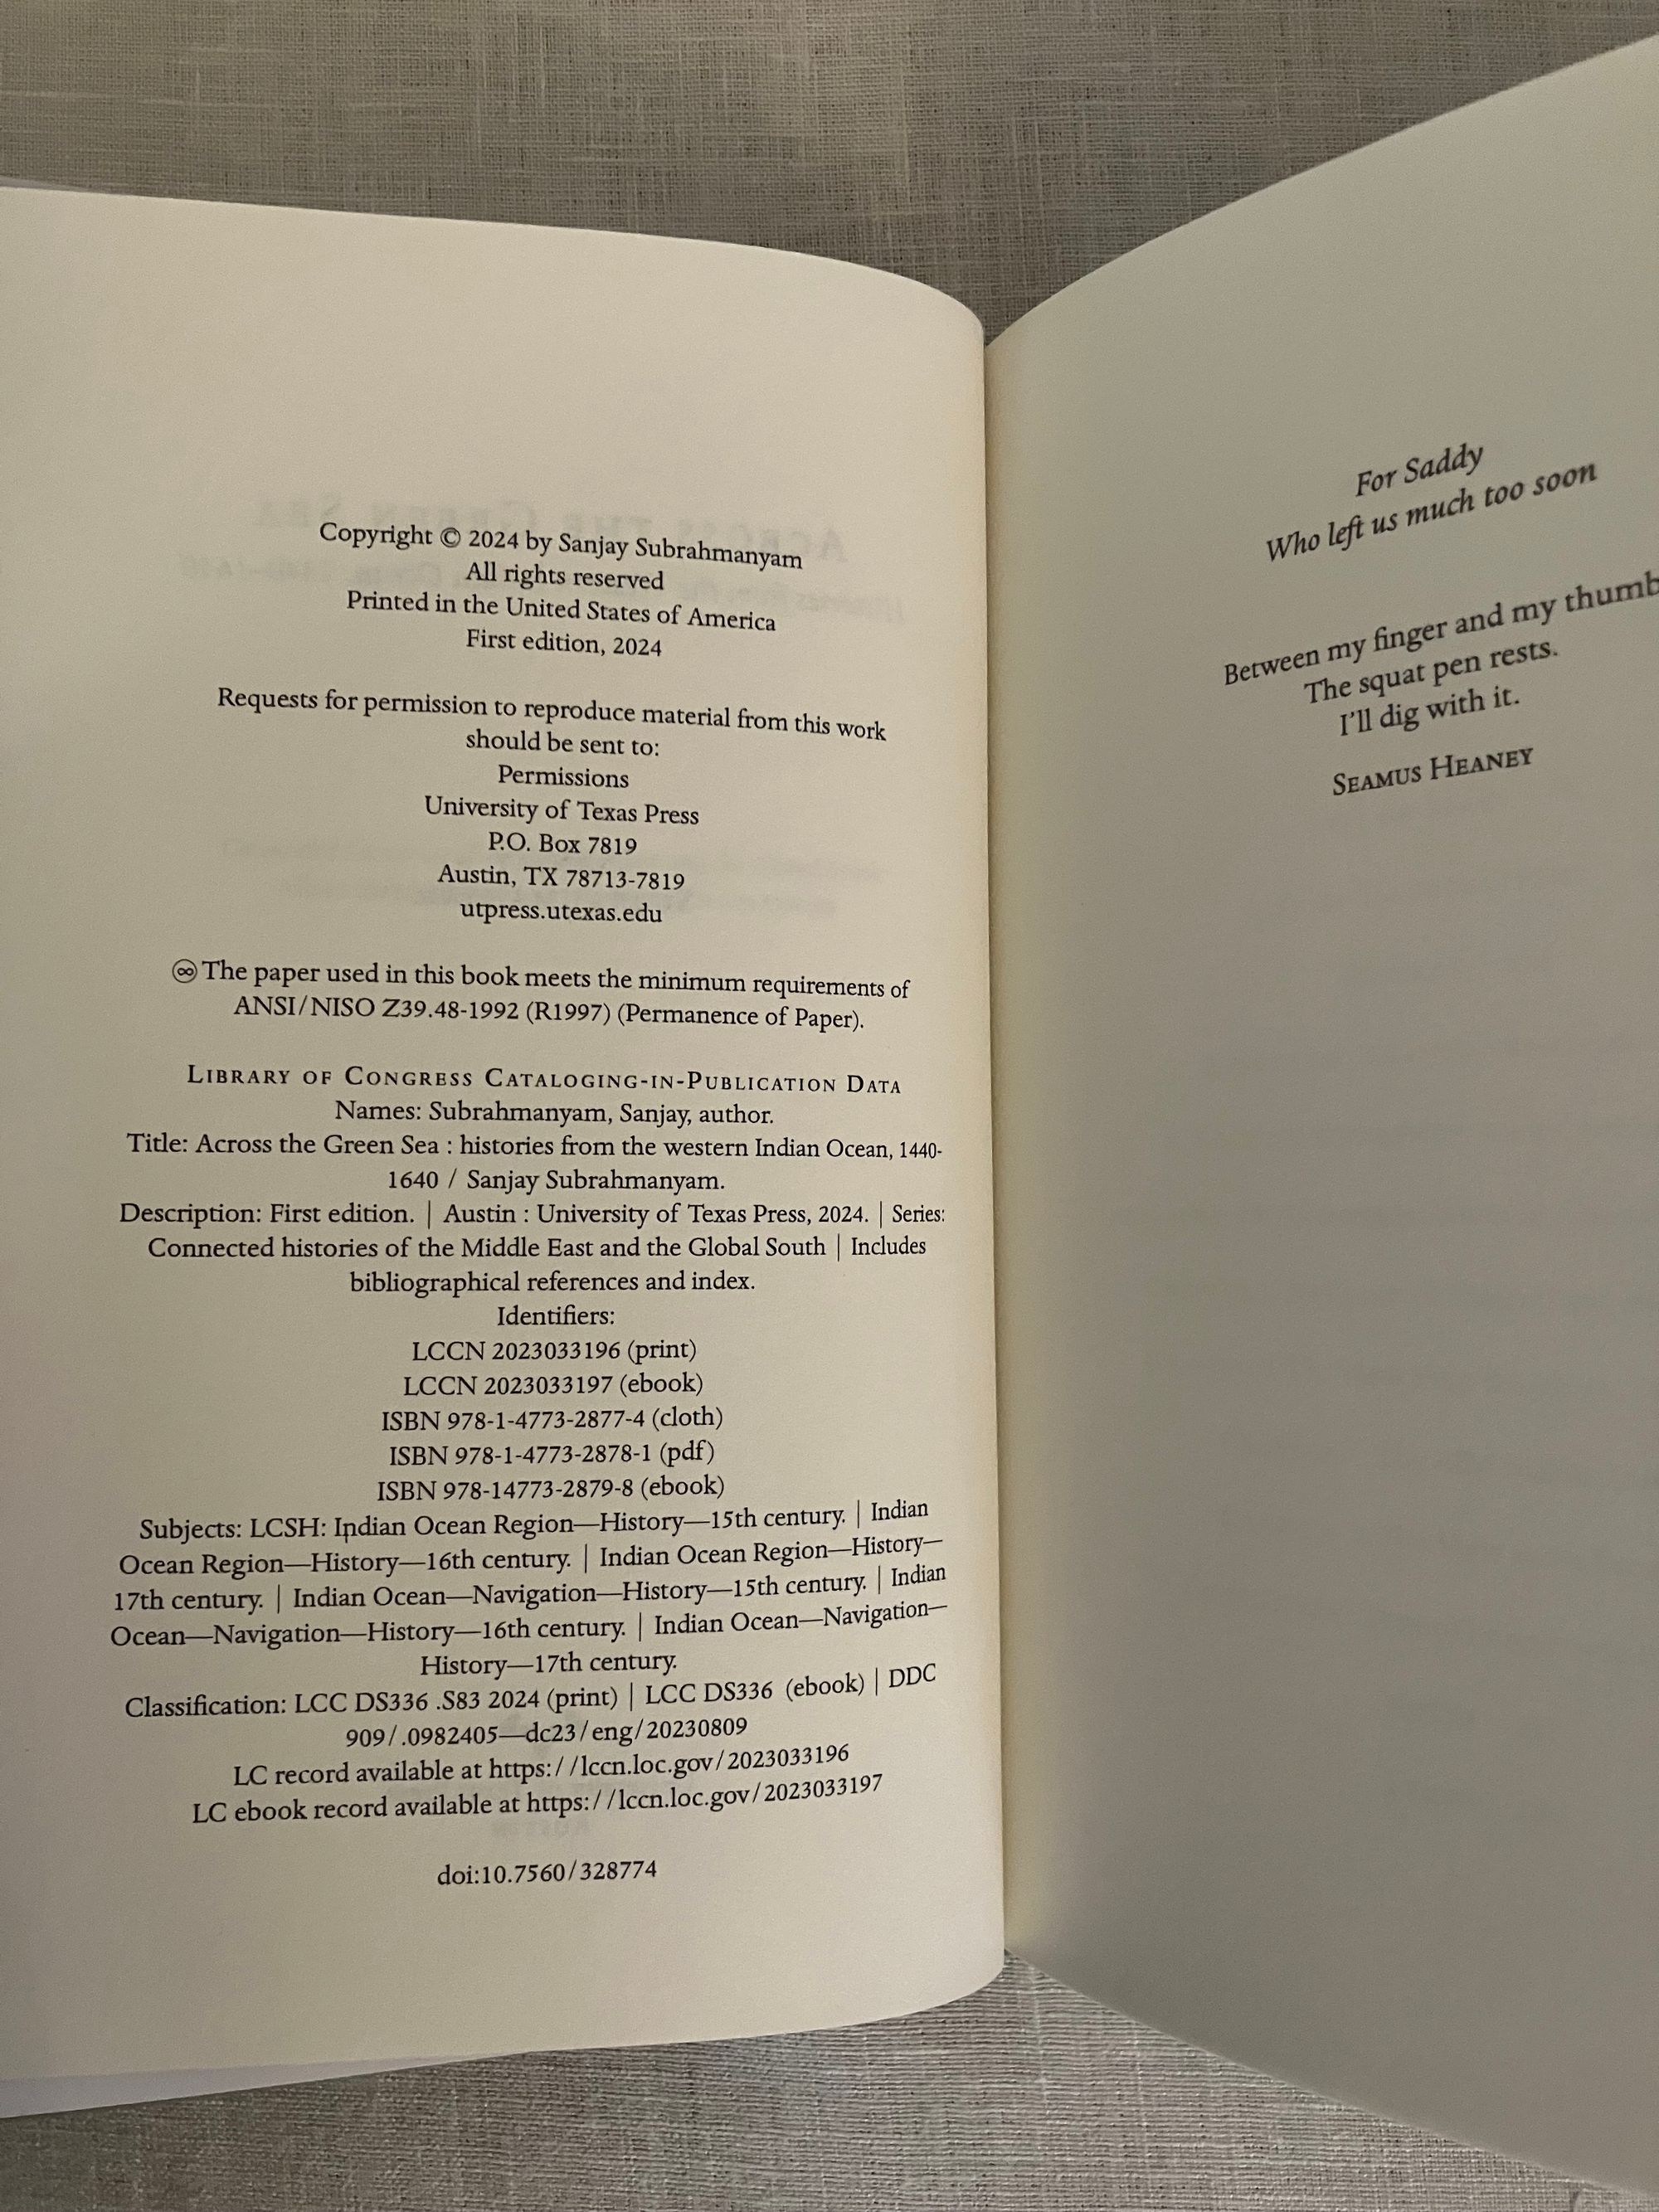 Copyright © 2024 by Sanjay Subrahmanyam
All rights reserved
Printed in the United States of America
First edition, 2024
Requests for permission to reproduce material from this work
should be sent to:
Permissions
University of Texas Press
P.O. Box 7819
Austin, TX 78713-7819
utpress.utexas.edu
♾ The paper used in this book meets the minimum requirements of
ANSI/NISO Z39.48-1992 (R1997) (Permanence of Paper).
Library of Congress Cataloging-in-Publication Data
Names: Subrahmanyam, Sanjay, author.
Title: Across the Green Sea : histories from the western Indian Ocean, 1440-
1640 / Sanjay Subrahmanyam.
Description: First edition. | Austin : University of Texas Press, 2024. | Series:
Connected histories of the Middle East and the Global South | Includes
bibliographical references and index.
Identifiers:
LCCN 2023033196 (print)
LCCN 2023033197 (ebook)
ISBN 978-1-4773-2877-4 (cloth)
ISBN 978-1-4773-2878-1 (pdf)
ISBN 978-14773-2879-8 (ebook)
Subjects: LCSH: Indian Ocean Region—History—15th century. | Indian
Ocean Region—History—16th century. | Indian Ocean Region—History—
17th century. | Indian Ocean—Navigation—History—15th century. | Indian
Ocean—Navigation—History—16th century. | Indian Ocean—Navigation—
History—17th century.
Classification: LCC DS336 .S83 2024 (print) | LCC DS336 (ebook) | DDC
909/.0982405—dc23/eng/20230809
LC record available at https://lccn.loc.gov/2023033196
LC ebook record available at https://lccn.loc.gov/2023033197
doi:10.7560/328774
For Saddy
Who left us much too soon
Between my finger and my thumb
The squat pen rests.
I'll dig with it.
Seamus Heaney